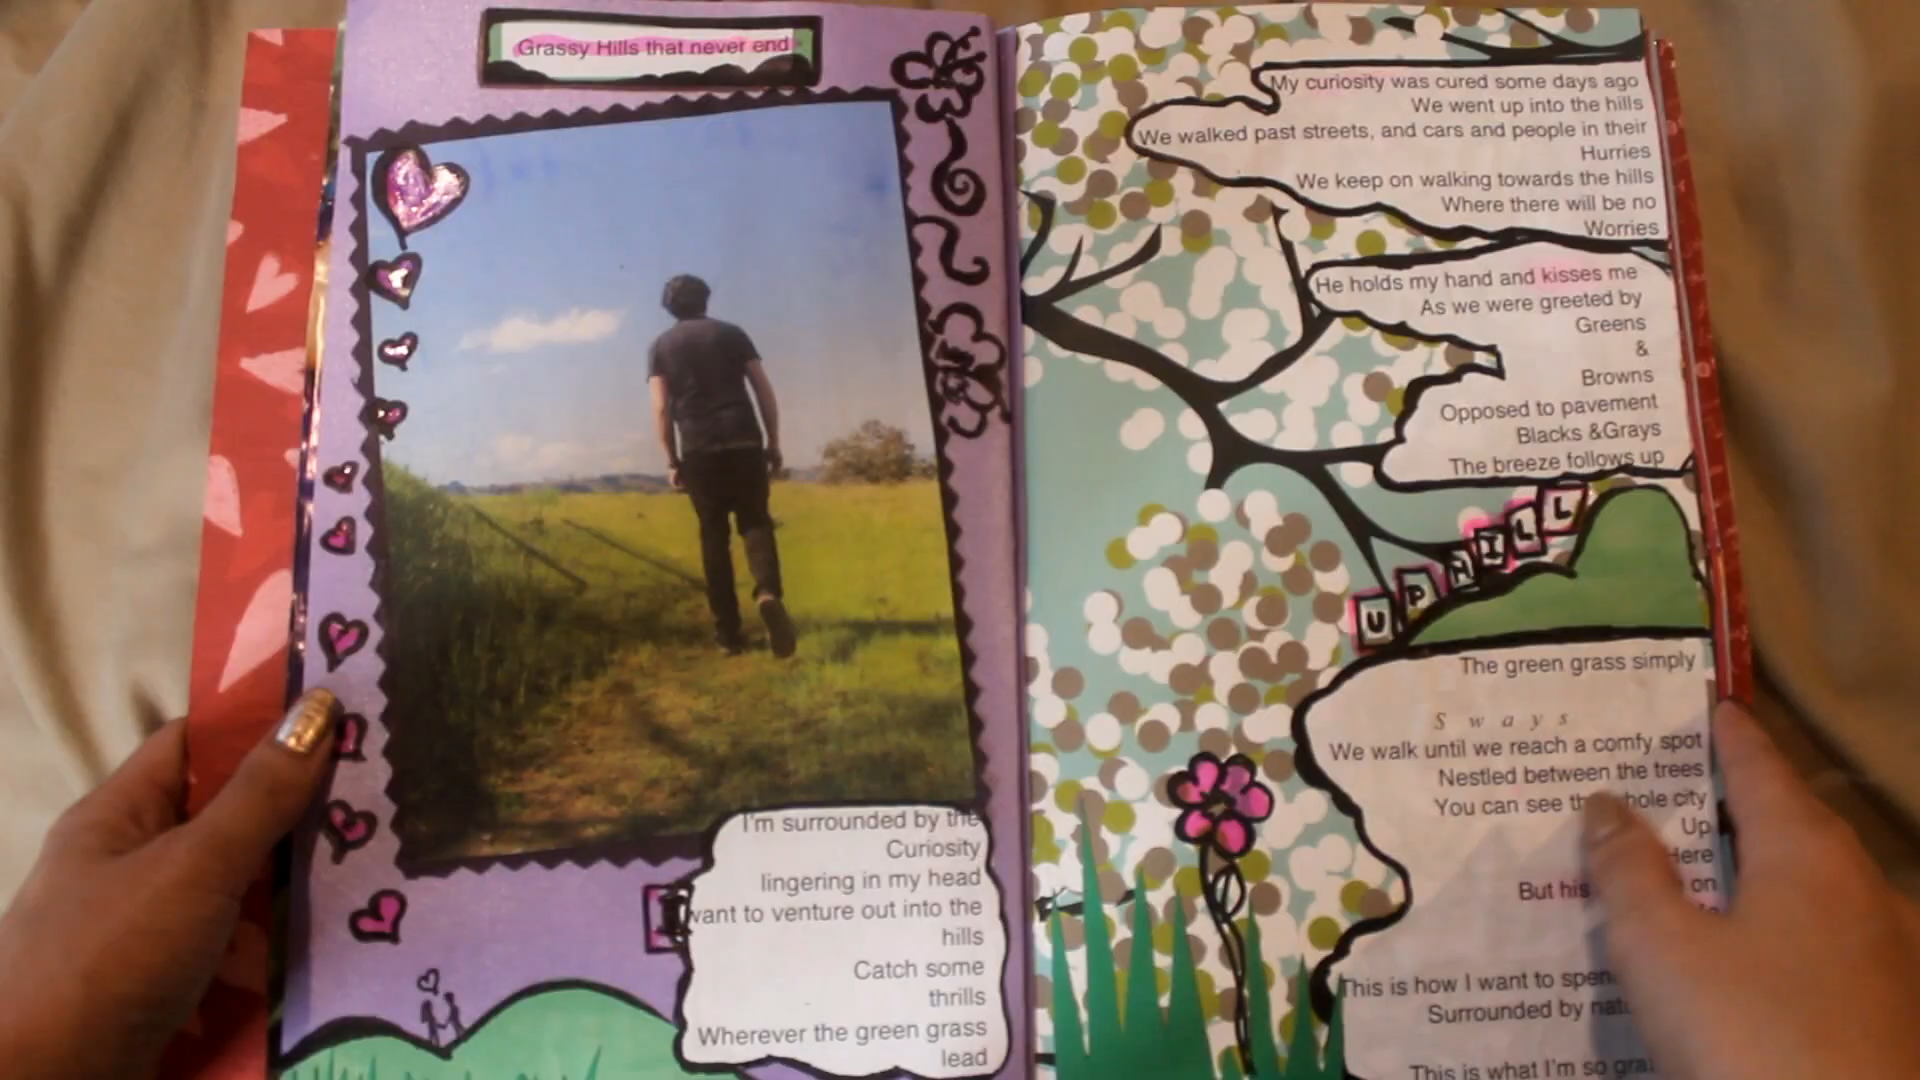 Grassy Hills that never end
I'm surrounded by the
Curiosity
lingering in my head
I want to venture out into the
hills
Catch some
thrills
Wherever the green grass
lead
My curiosity was cured some days ago
We went up into the hills
We walked past streets, and cars and people in their
Hurries
We keep on walking towards the hills
Where there will be no
Worries
He holds my hand and kisses me
As we were greeted by
Greens
&
Browns
Opposed to pavement
Blacks &Grays
The breeze follows up
UPHILL
The green grass simply
Sways
We walk until we reach a comfy spot
Nestled between the trees
You can see city
Up
Here
But his on
This is how I want to
Surrounded by
This is what I'm so